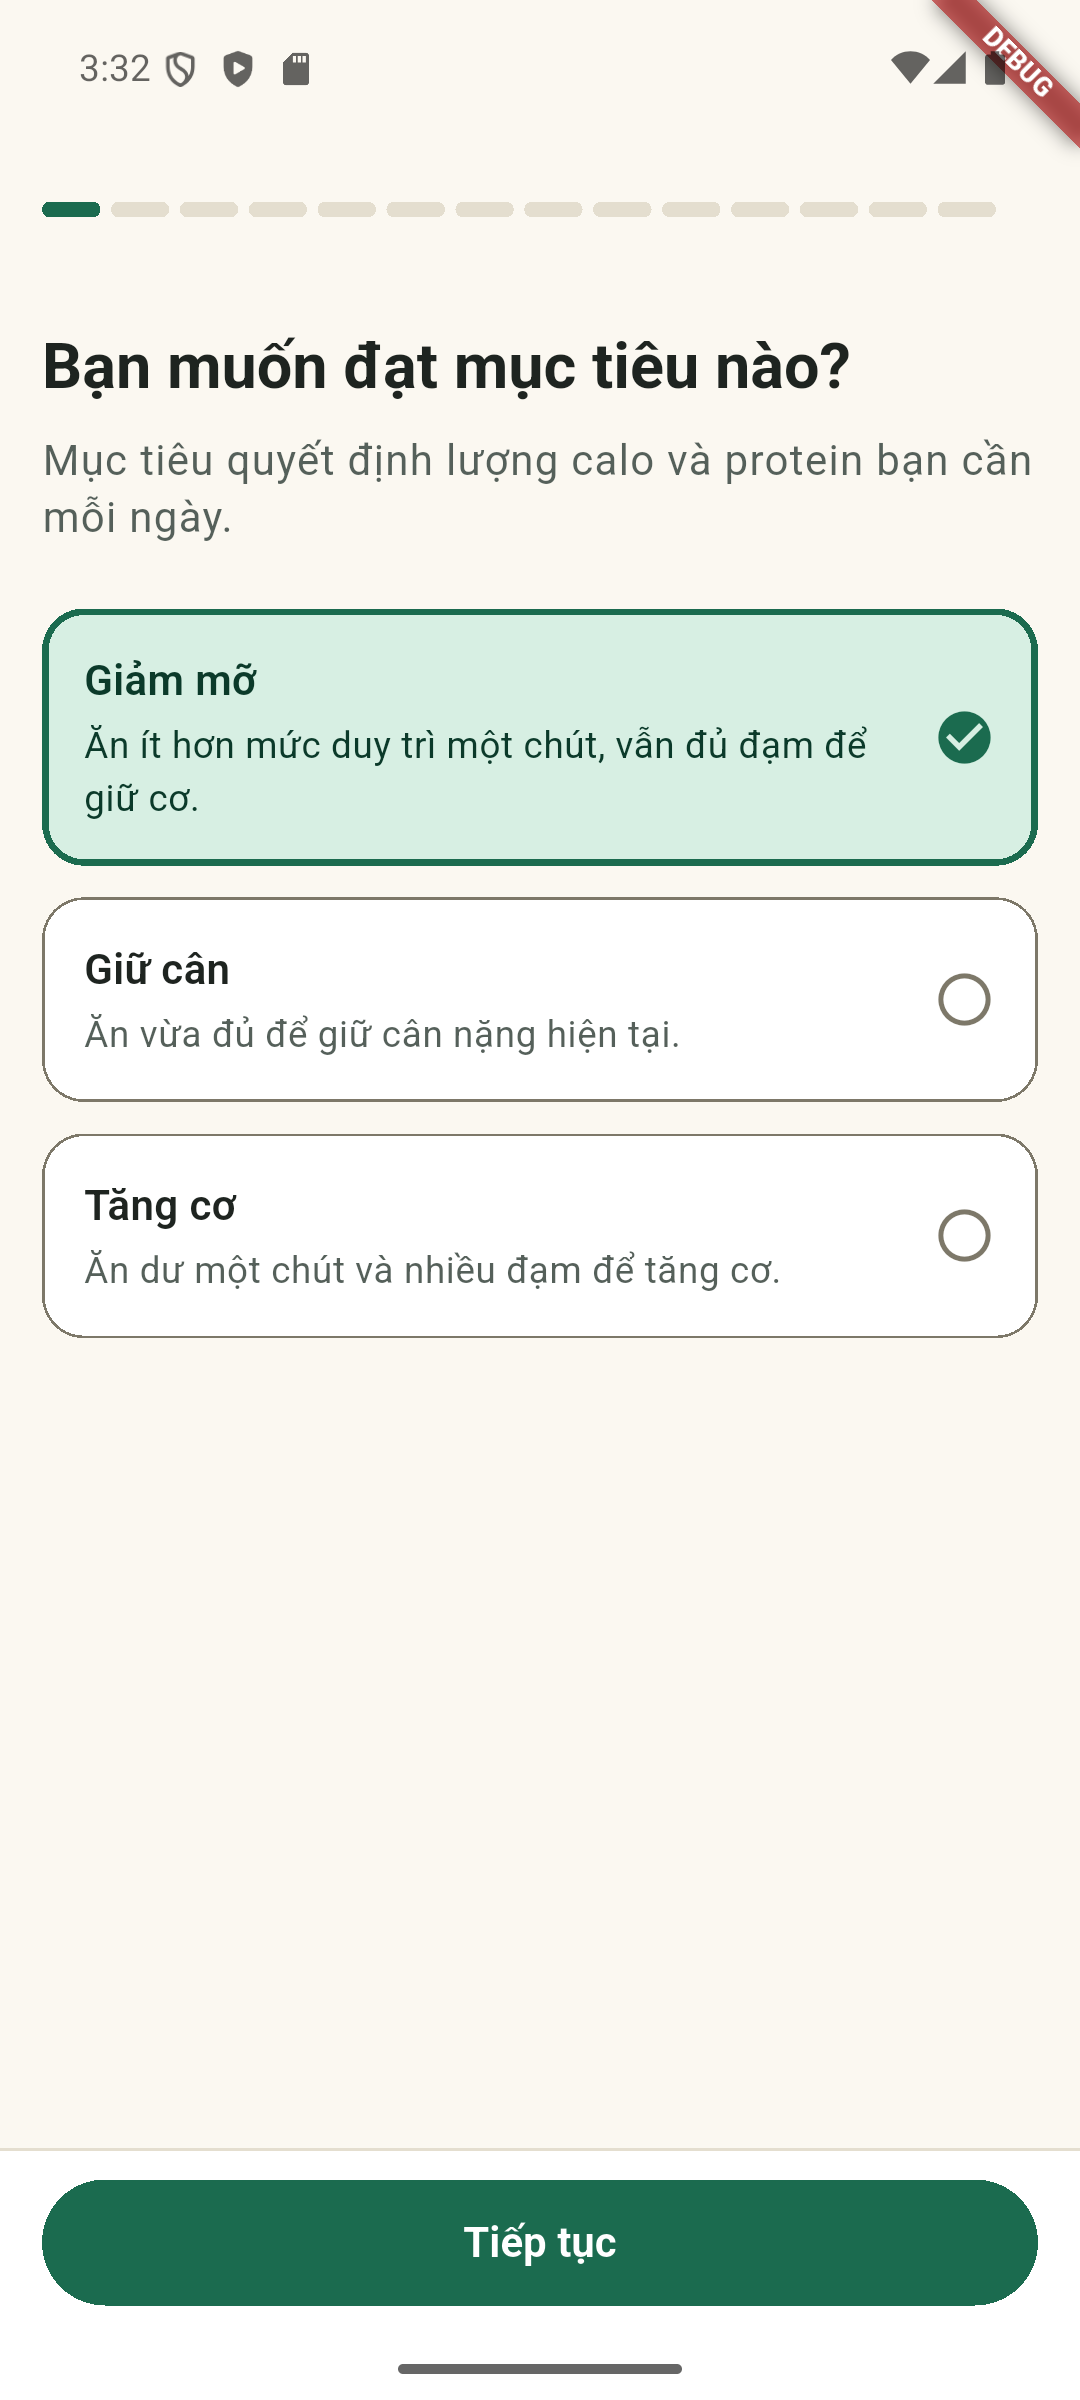 3:32
DEBUG
Bạn muốn đạt mục tiêu nào?
Mục tiêu quyết định lượng calo và protein bạn cần
mỗi ngày.
Giảm mỡ
Ăn ít hơn mức duy trì một chút, vẫn đủ đạm để
giữ cơ.
Giữ cân
Ăn vừa đủ để giữ cân nặng hiện tại.
Tăng cơ
Ăn dư một chút và nhiều đạm để tăng cơ.
Tiếp tục